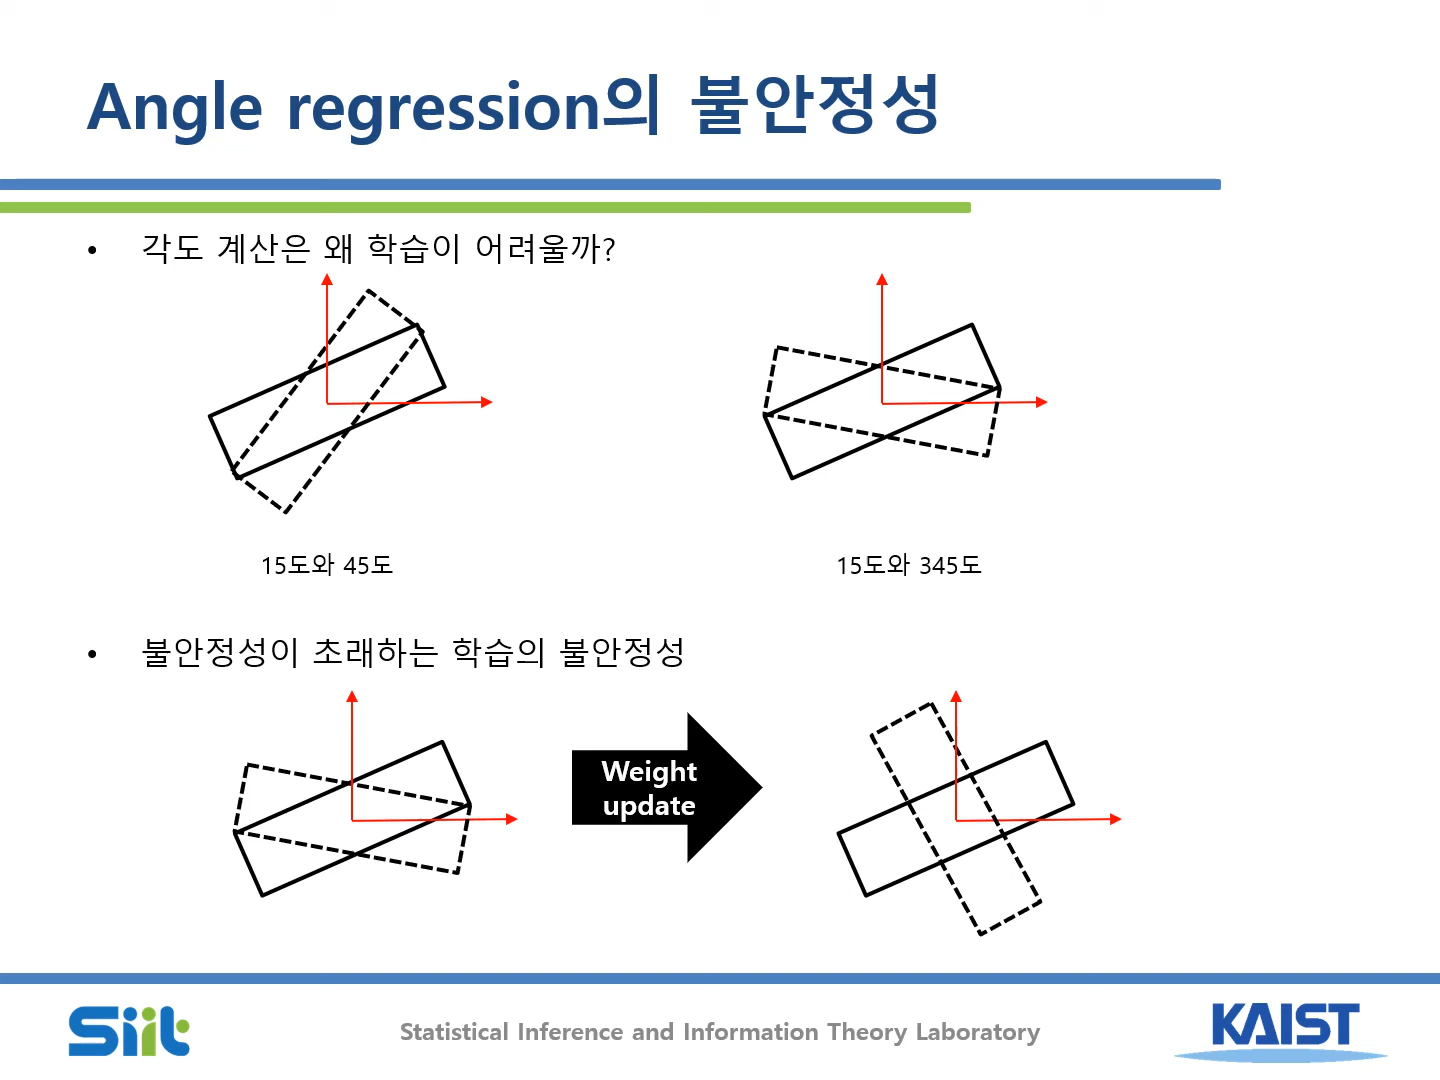 Angle regression의 불안정성
• 각도 계산은 왜 학습이 어려울까?
15도와 45도
15도와 345도
• 불안정성이 초래하는 학습의 불안정성
Weight
update
Siit
Statistical Inference and Information Theory Laboratory
KAIST